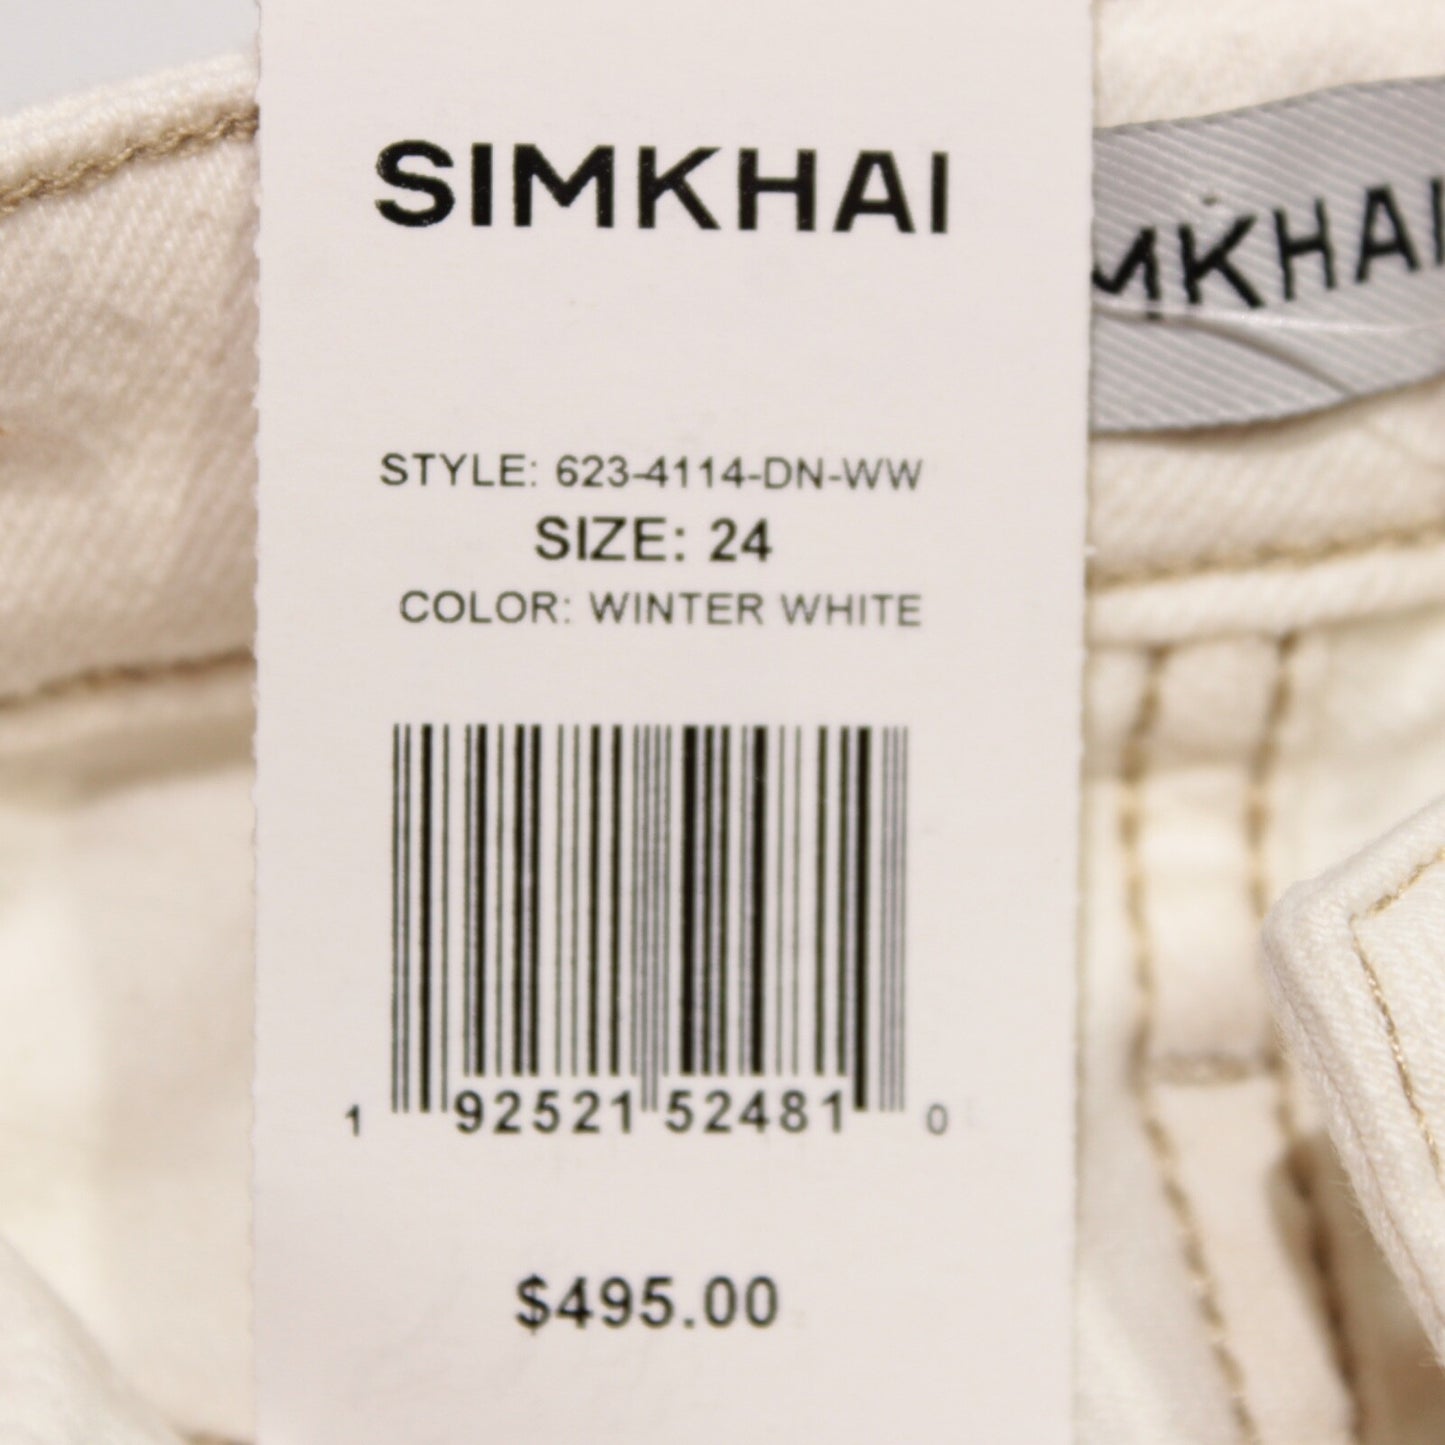 SIMKHAI
MKHAI
STYLE: 623-4114-DN-WW
SIZE: 24
COLOR: WINTER WHITE
1 92521 52481 0
$495.00